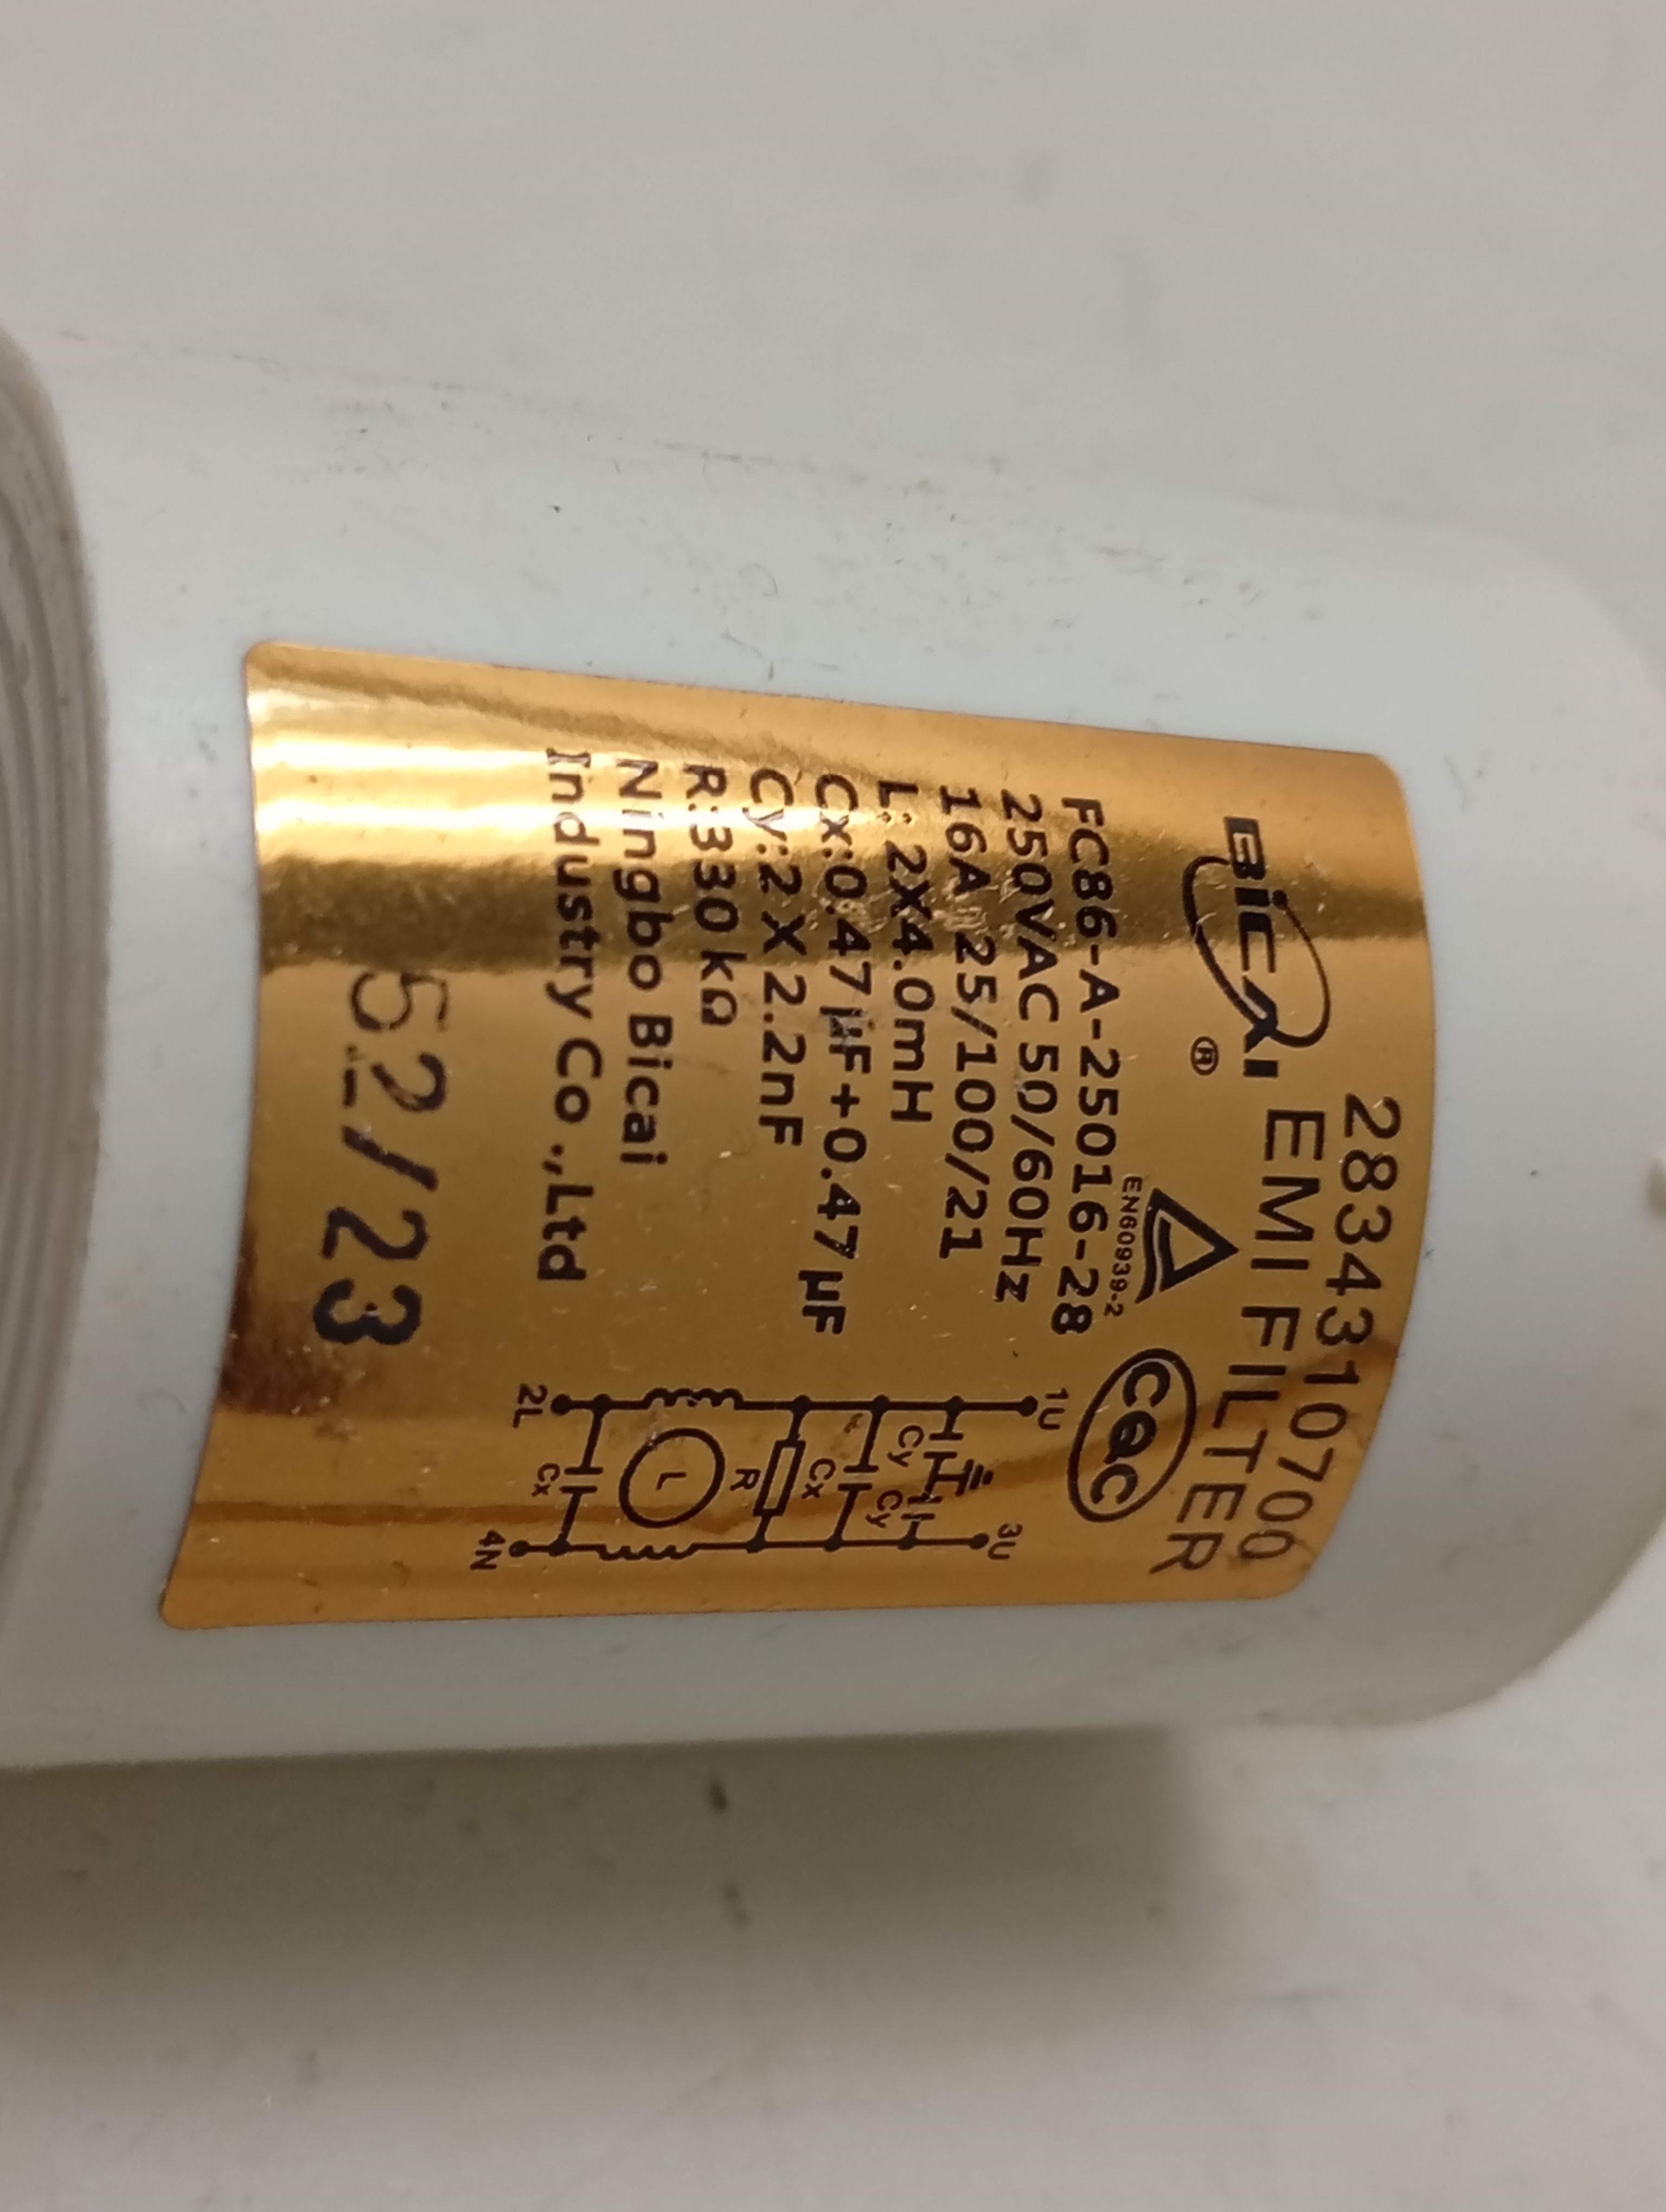 2834310700
BiCAI ® EMI FILTER
EN60939-2
CQC
FC86-A-25016-28
250VAC 50/60Hz
16A 25/100/21
L: 2X4.0mH
Cx:0.47µF+0.47µF
Cy:2X2.2nF
R:330kΩ
Ningbo Bicai
Industry Co.,Ltd
52/23
1U
3U
Cy
Cy
Cx
R
L
Cx
2L
4N